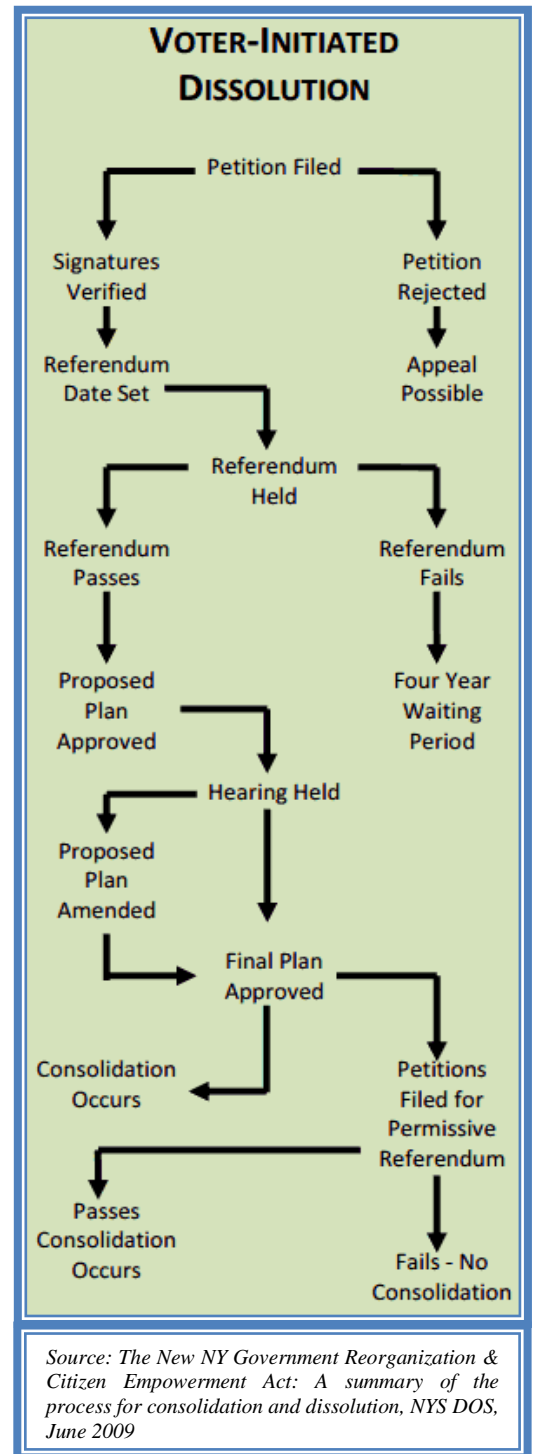 VOTER-INITIATED
DISSOLUTION
Petition Filed
Signatures
Verified
Petition
Rejected
Referendum
Date Set
Appeal
Possible
Referendum
Held
Referendum
Passes
Referendum
Fails
Proposed
Plan
Approved
Four Year
Waiting
Period
Hearing Held
Proposed
Plan
Amended
Final Plan
Approved
Consolidation
Occurs
Petitions
Filed for
Permissive
Referendum
Passes
Consolidation
Occurs
Fails - No
Consolidation
Source: The New NY Government Reorganization &
Citizen Empowerment Act: A summary of the
process for consolidation and dissolution, NYS DOS,
June 2009